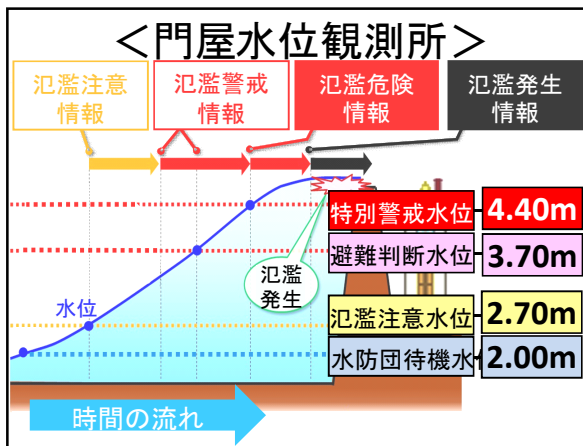 ＜門屋水位観測所＞
氾濫注意
情報
氾濫警戒
情報
氾濫危険
情報
氾濫発生
情報
特別警戒水位
4.40m
避難判断水位
3.70m
氾濫
発生
水位
氾濫注意水位
2.70m
水防団待機水
2.00m
時間の流れ